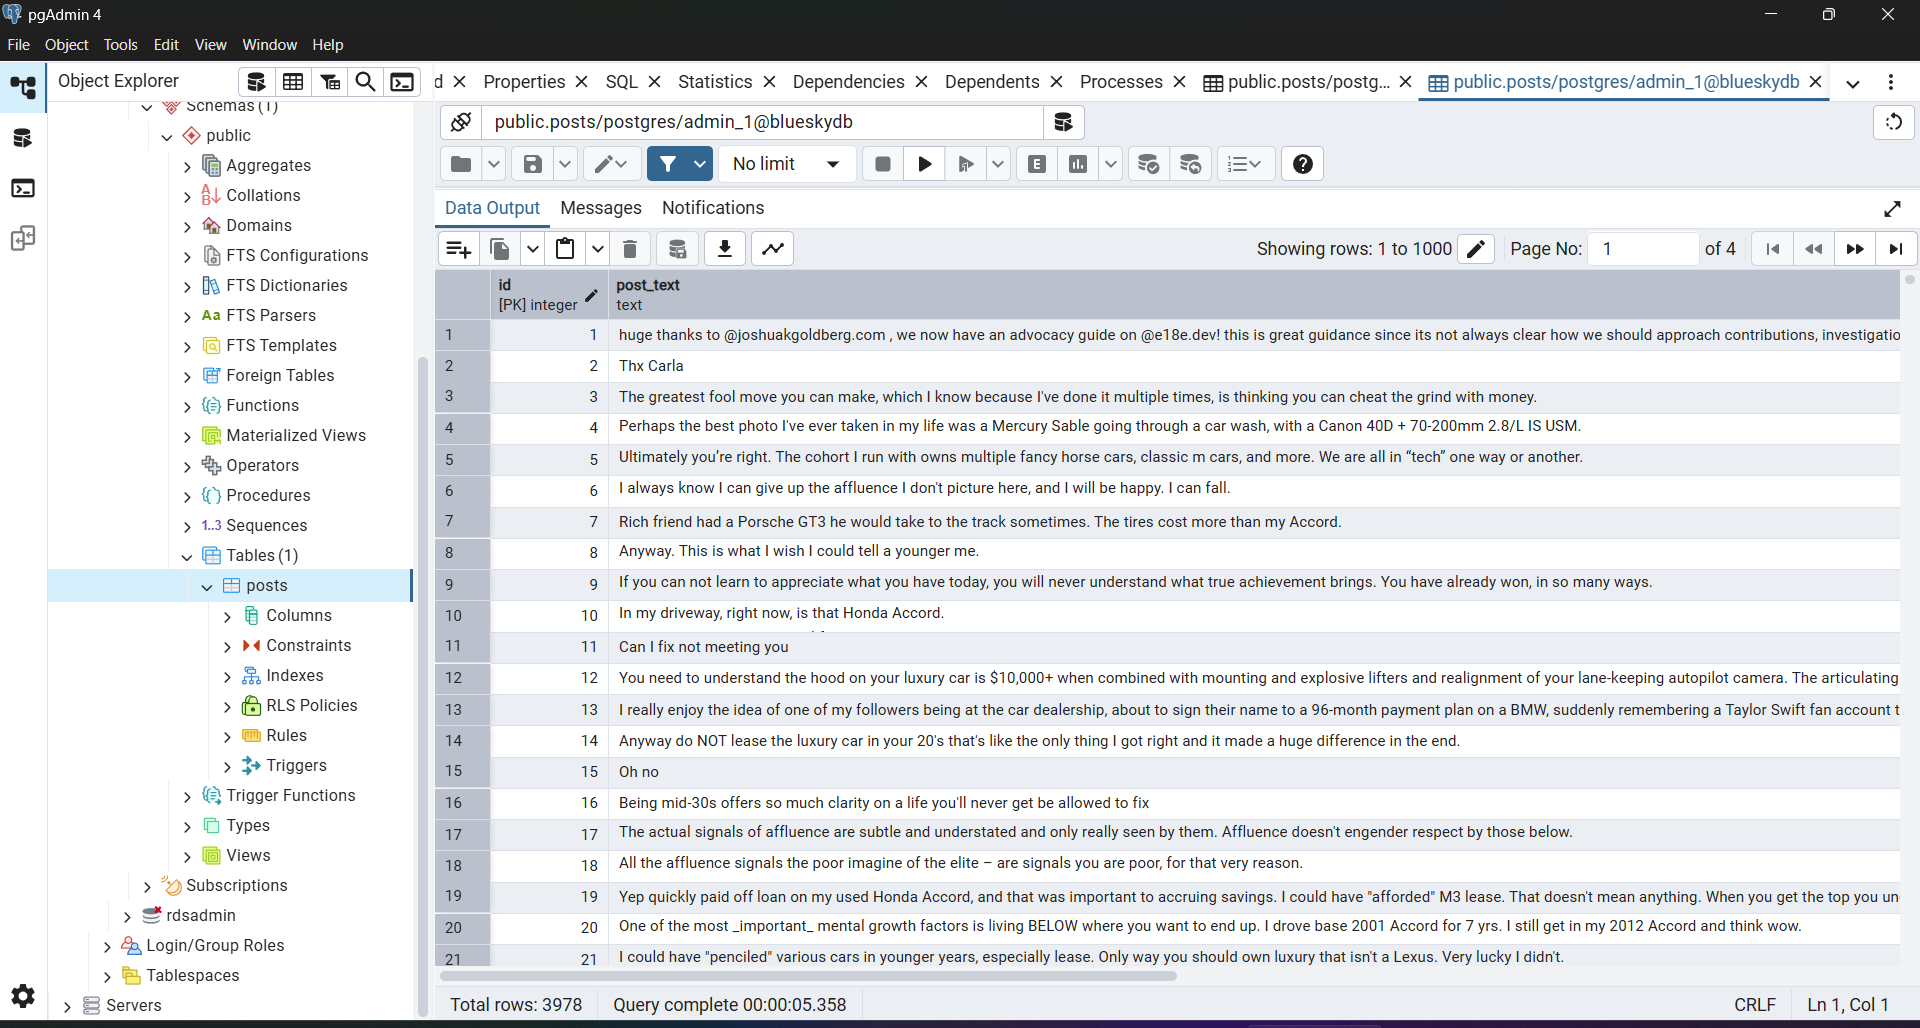 pgAdmin 4
File Object Tools Edit View Window Help
Object Explorer
d Properties SQL Statistics Dependencies Dependents Processes public.posts/postg... public.posts/postgres/admin_1@blueskydb
Schemas (1)
public
Aggregates
Collations
Domains
FTS Configurations
FTS Dictionaries
Aa FTS Parsers
FTS Templates
Foreign Tables
Functions
Materialized Views
Operators
Procedures
1..3 Sequences
Tables (1)
posts
Columns
Constraints
Indexes
RLS Policies
Rules
Triggers
Trigger Functions
Types
Views
Subscriptions
rdsadmin
Login/Group Roles
Tablespaces
Servers
public.posts/postgres/admin_1@blueskydb
No limit
E
Data Output Messages Notifications
Showing rows: 1 to 1000 Page No: 1 of 4
id post_text
[PK] integer text
1 1 huge thanks to @joshuakgoldberg.com , we now have an advocacy guide on @e18e.dev! this is great guidance since its not always clear how we should approach contributions, investigatio
2 2 Thx Carla
3 3 The greatest fool move you can make, which I know because I've done it multiple times, is thinking you can cheat the grind with money.
4 4 Perhaps the best photo I've ever taken in my life was a Mercury Sable going through a car wash, with a Canon 40D + 70-200mm 2.8/L IS USM.
5 5 Ultimately you’re right. The cohort I run with owns multiple fancy horse cars, classic m cars, and more. We are all in “tech” one way or another.
6 6 I always know I can give up the affluence I don't picture here, and I will be happy. I can fall.
7 7 Rich friend had a Porsche GT3 he would take to the track sometimes. The tires cost more than my Accord.
8 8 Anyway. This is what I wish I could tell a younger me.
9 9 If you can not learn to appreciate what you have today, you will never understand what true achievement brings. You have already won, in so many ways.
10 10 In my driveway, right now, is that Honda Accord.
11 11 Can I fix not meeting you
12 12 You need to understand the hood on your luxury car is $10,000+ when combined with mounting and explosive lifters and realignment of your lane-keeping autopilot camera. The articulating
13 13 I really enjoy the idea of one of my followers being at the car dealership, about to sign their name to a 96-month payment plan on a BMW, suddenly remembering a Taylor Swift fan account t
14 14 Anyway do NOT lease the luxury car in your 20's that's like the only thing I got right and it made a huge difference in the end.
15 15 Oh no
16 16 Being mid-30s offers so much clarity on a life you'll never get be allowed to fix
17 17 The actual signals of affluence are subtle and understated and only really seen by them. Affluence doesn't engender respect by those below.
18 18 All the affluence signals the poor imagine of the elite – are signals you are poor, for that very reason.
19 19 Yep quickly paid off loan on my used Honda Accord, and that was important to accruing savings. I could have "afforded" M3 lease. That doesn't mean anything. When you get the top you un
20 20 One of the most _important_ mental growth factors is living BELOW where you want to end up. I drove base 2001 Accord for 7 yrs. I still get in my 2012 Accord and think wow.
21 21 I could have "penciled" various cars in younger years, especially lease. Only way you should own luxury that isn't a Lexus. Very lucky I didn't.
Total rows: 3978 Query complete 00:00:05.358 CRLF Ln 1, Col 1